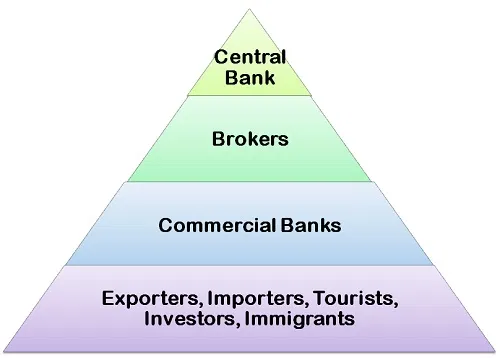 Central
Bank
Brokers
Commercial Banks
Exporters, Importers, Tourists,
Investors, Immigrants